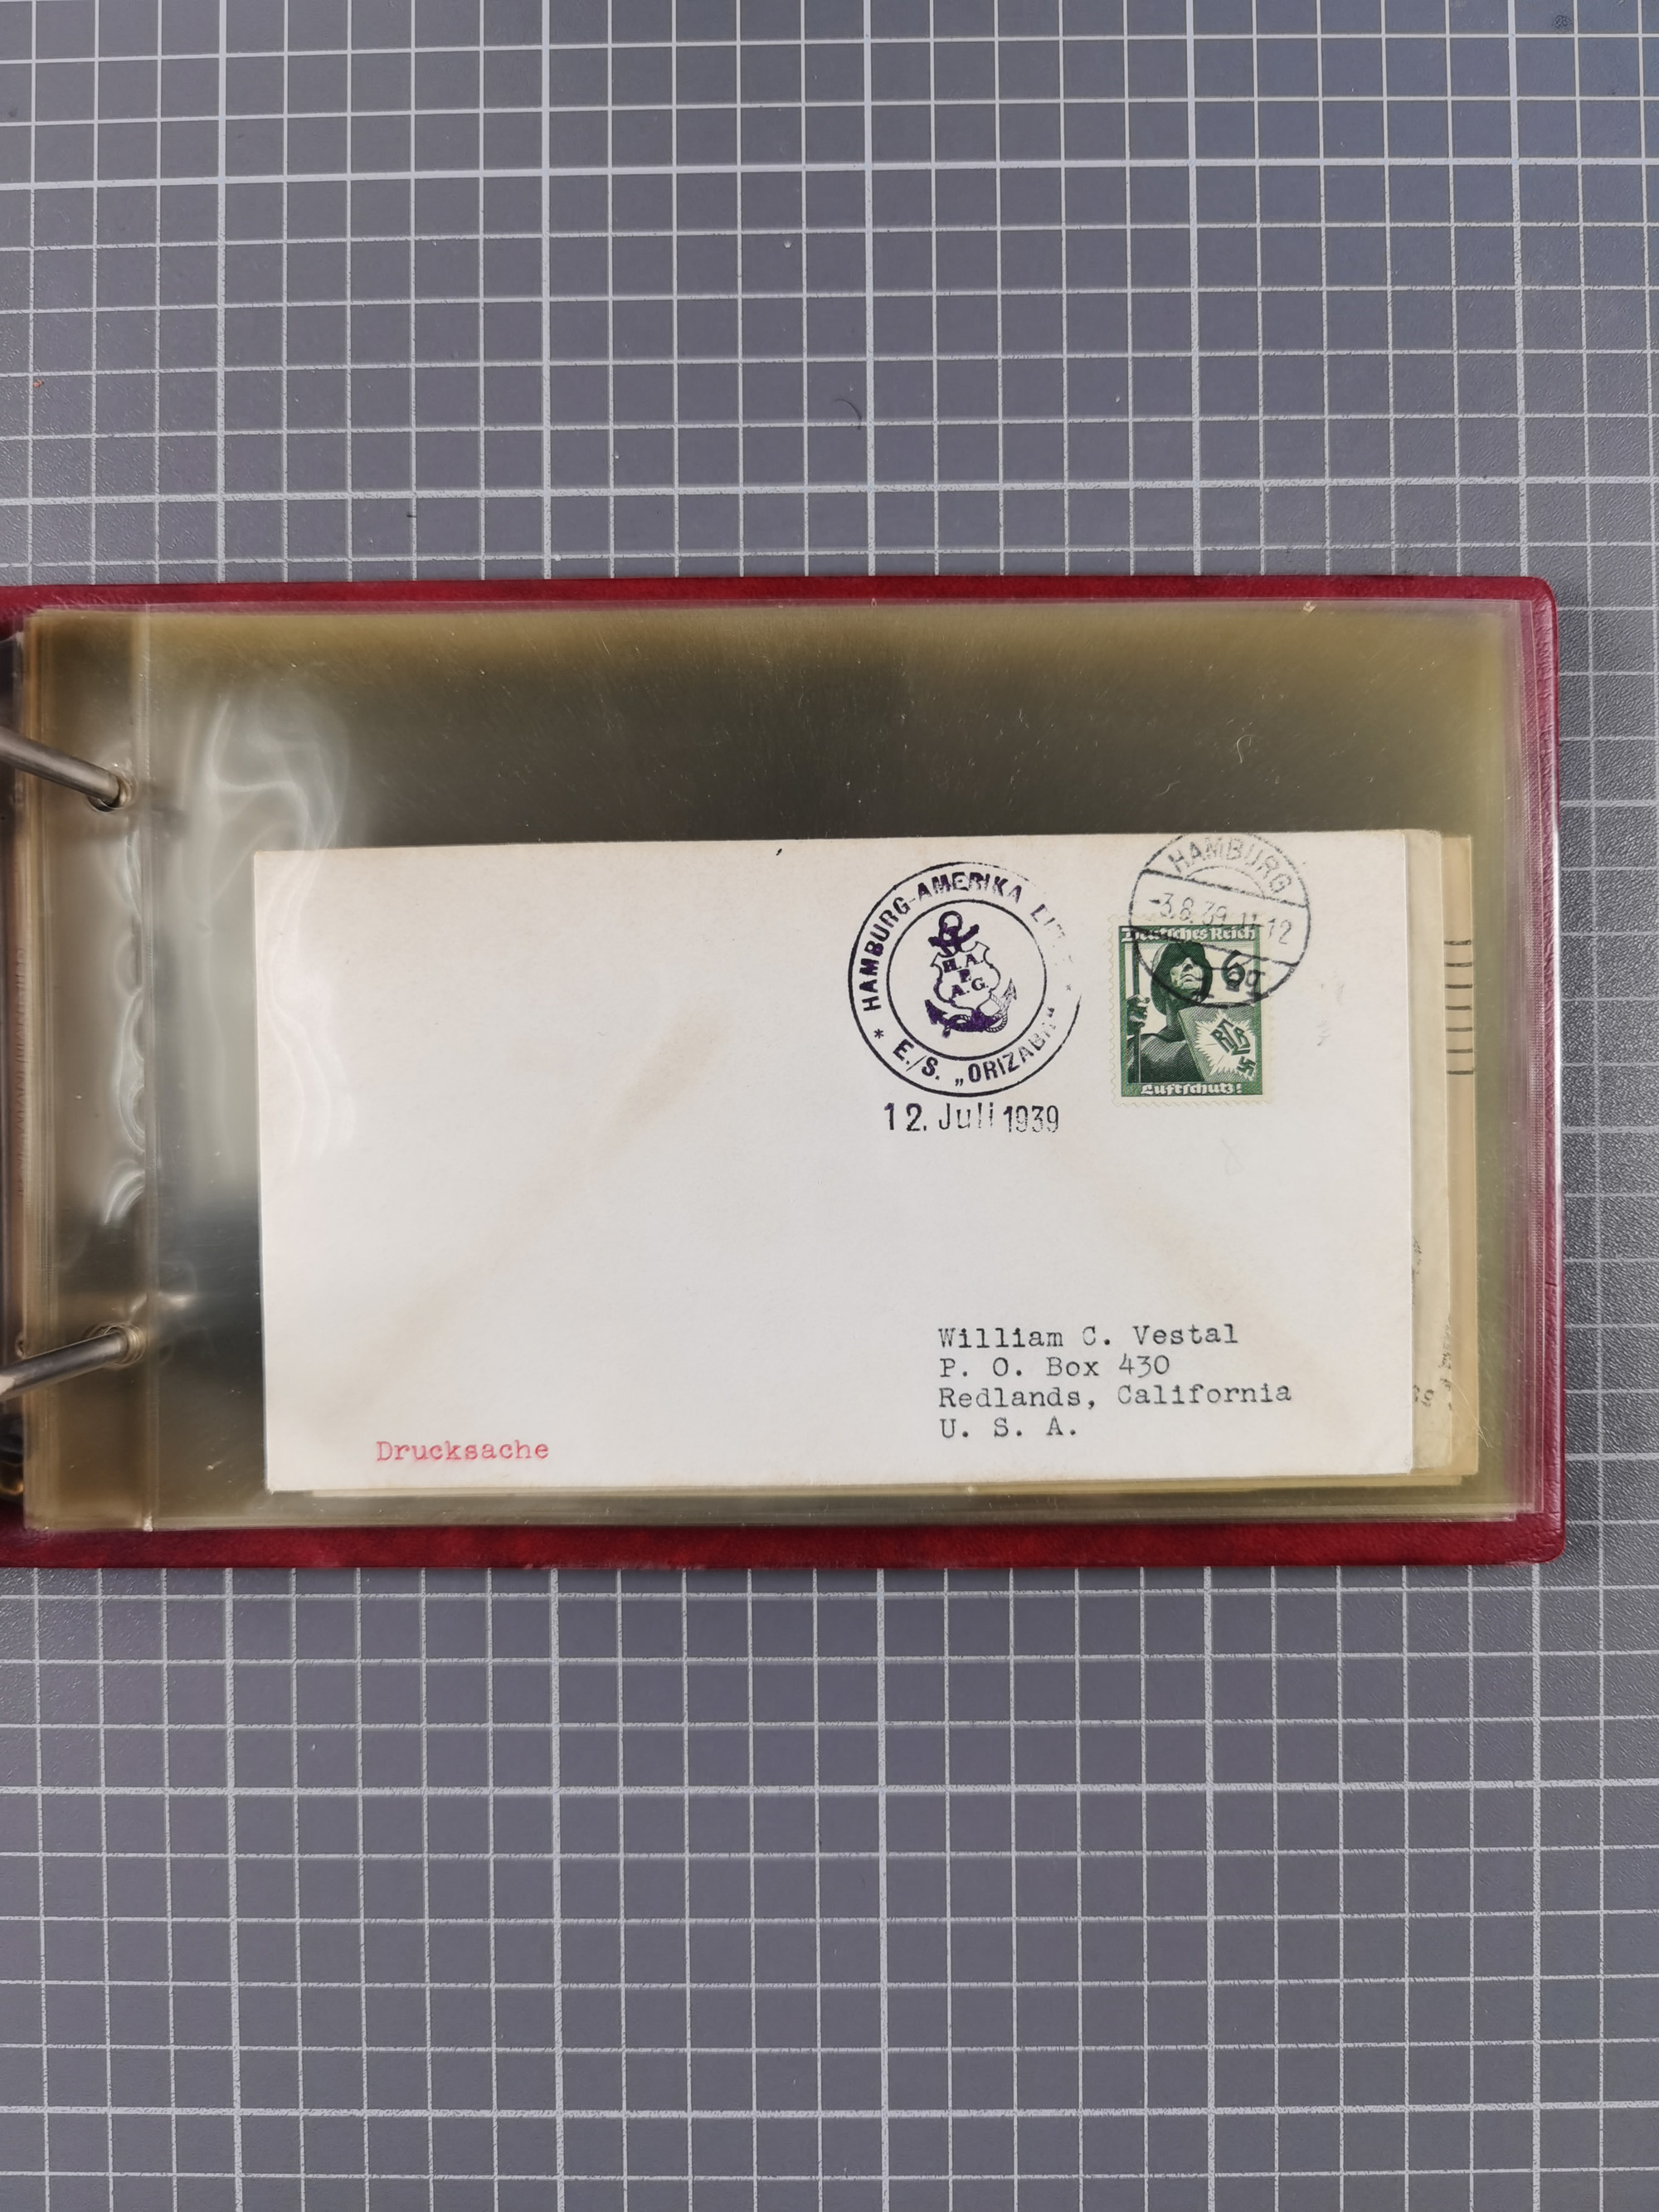 HAMBURG-AMERIKA
H.A.
P.
A.G.
* E./S. „ORIZABA“
12. Juli 1939
HAMBURG
-3.8.39.11-12
Deutsches Reich
6
RLB
Luftschutz!
William C. Vestal
P. O. Box 430
Redlands, California
U. S. A.
Drucksache